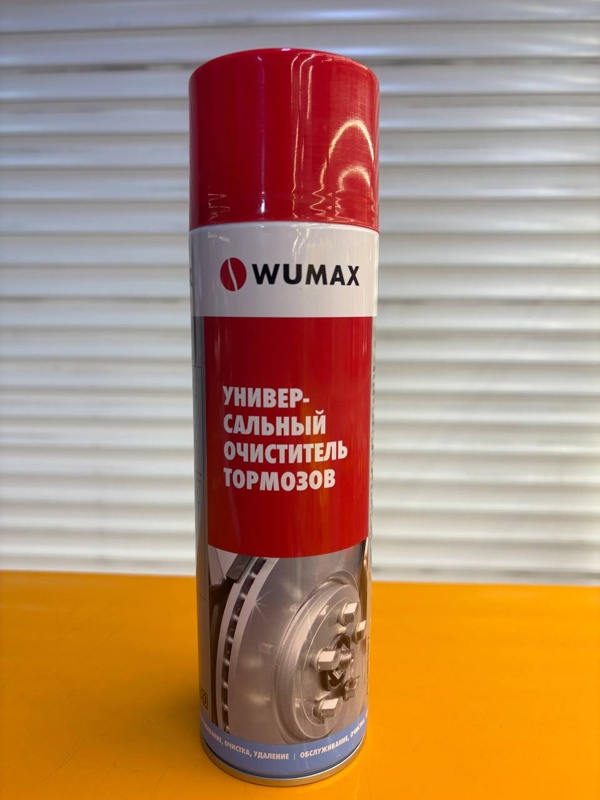 WUMAX
УНИВЕР-
САЛЬНЫЙ
ОЧИСТИТЕЛЬ
ТОРМОЗОВ
ОЧИСТКА, УДАЛЕНИЕ | ОБСЛУЖИВАНИЕ,